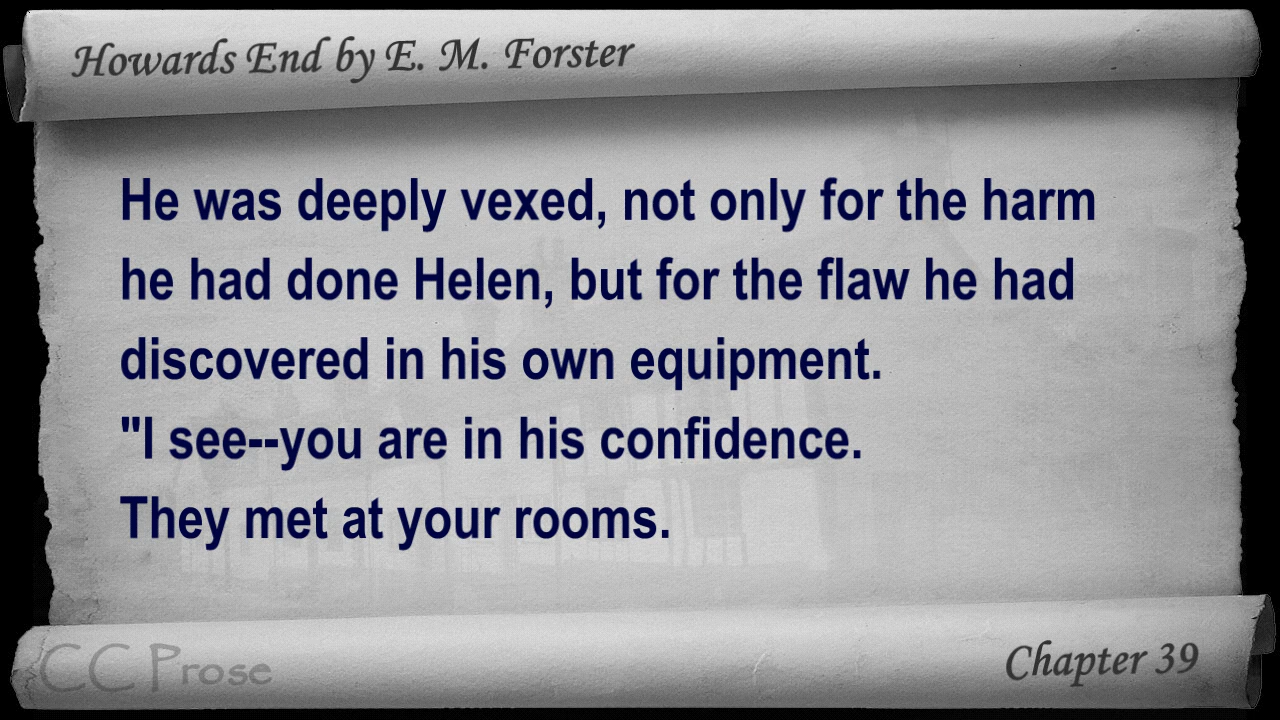 Howards End by E. M. Forster
He was deeply vexed, not only for the harm
he had done Helen, but for the flaw he had
discovered in his own equipment.
"I see--you are in his confidence.
They met at your rooms.
CC Prose
Chapter 39